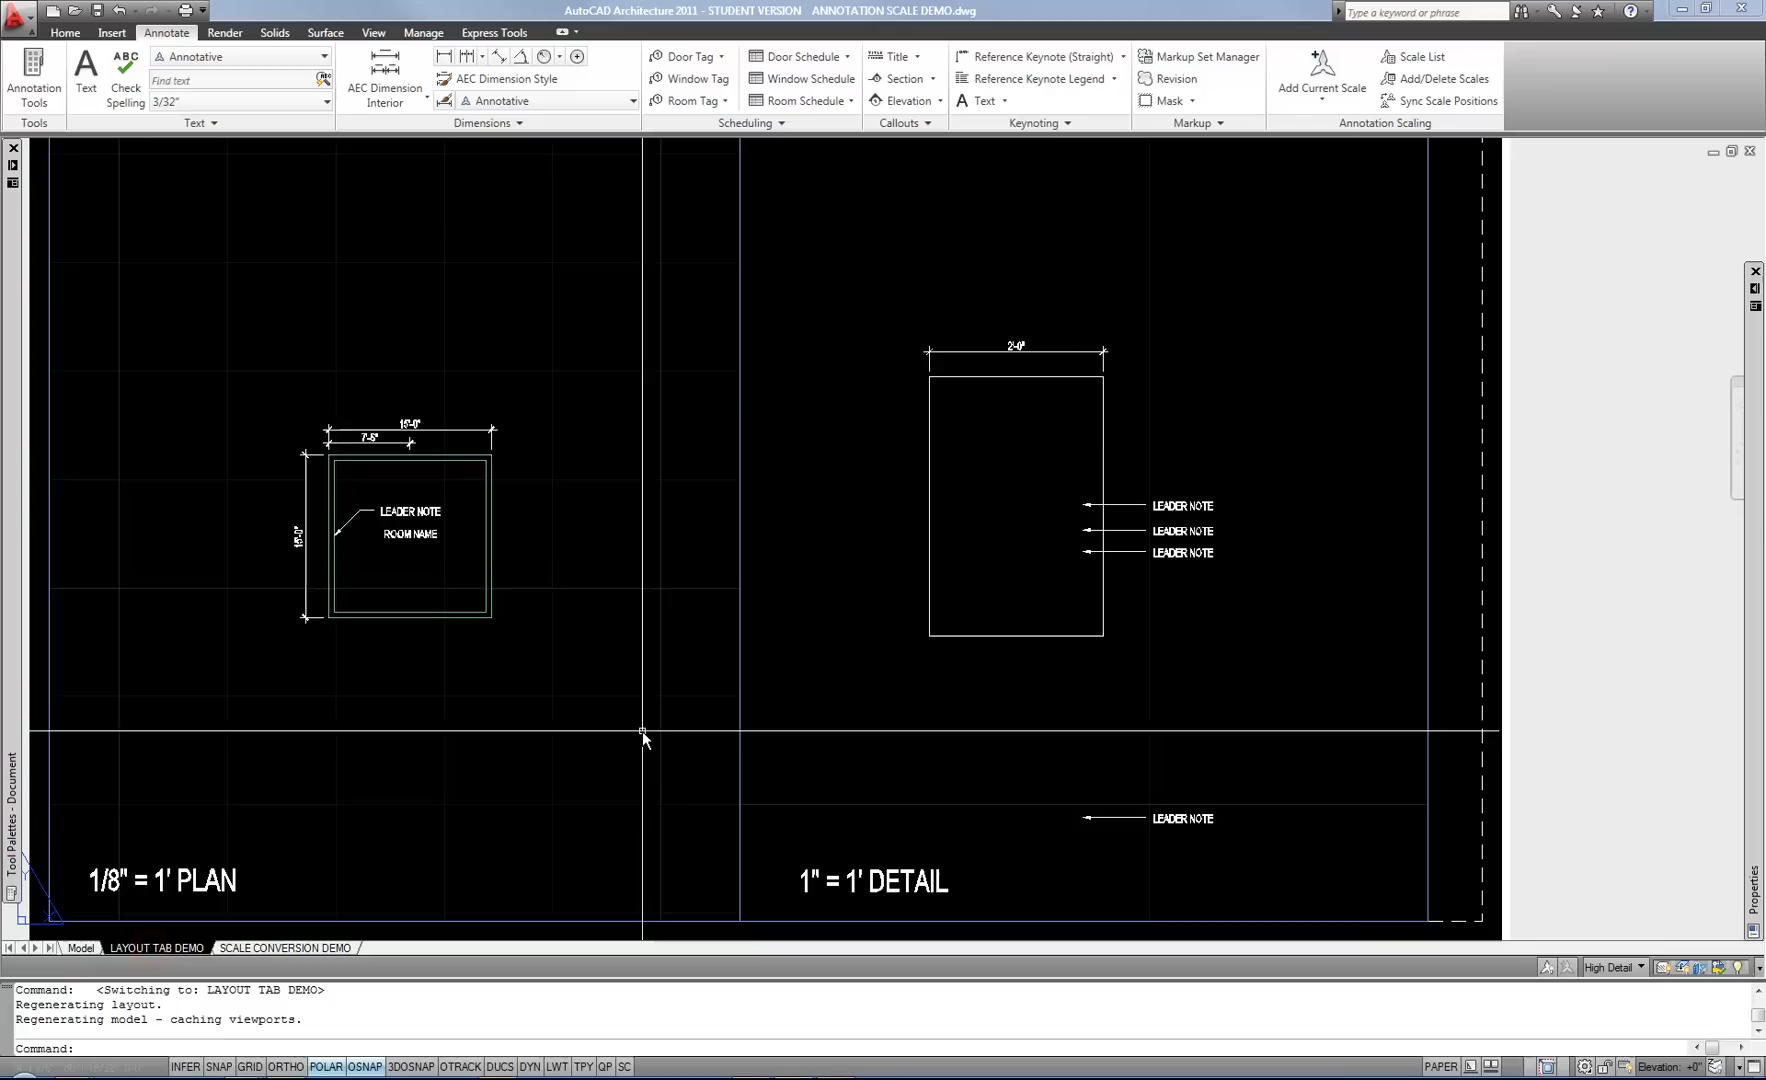 AutoCAD Architecture 2011 - STUDENT VERSION    ANNOTATION SCALE DEMO.dwg
Type a keyword or phrase
Home Insert Annotate Render Solids Surface View Manage Express Tools
Annotation Tools
Text
Check Spelling
Annotative
Find text
3/32"
AEC Dimension Interior
AEC Dimension Style
Annotative
Door Tag
Window Tag
Room Tag
Door Schedule
Window Schedule
Room Schedule
Title
Section
Elevation
Reference Keynote (Straight)
Reference Keynote Legend
Text
Markup Set Manager
Revision
Mask
Add Current Scale
Scale List
Add/Delete Scales
Sync Scale Positions
Tools Text Dimensions Scheduling Callouts Keynoting Markup Annotation Scaling
2'-0"
15'-0"
7'-6"
15'-0"
LEADER NOTE
ROOM NAME
LEADER NOTE
LEADER NOTE
LEADER NOTE
LEADER NOTE
1/8" = 1' PLAN
1" = 1' DETAIL
Tool Palettes - Document
Properties
Model LAYOUT TAB DEMO SCALE CONVERSION DEMO
High Detail
Command:   <Switching to: LAYOUT TAB DEMO>
Regenerating layout.
Regenerating model - caching viewports.
Command:
INFER SNAP GRID ORTHO POLAR OSNAP 3DOSNAP OTRACK DUCS DYN LWT TPY QP SC PAPER Elevation: +0"